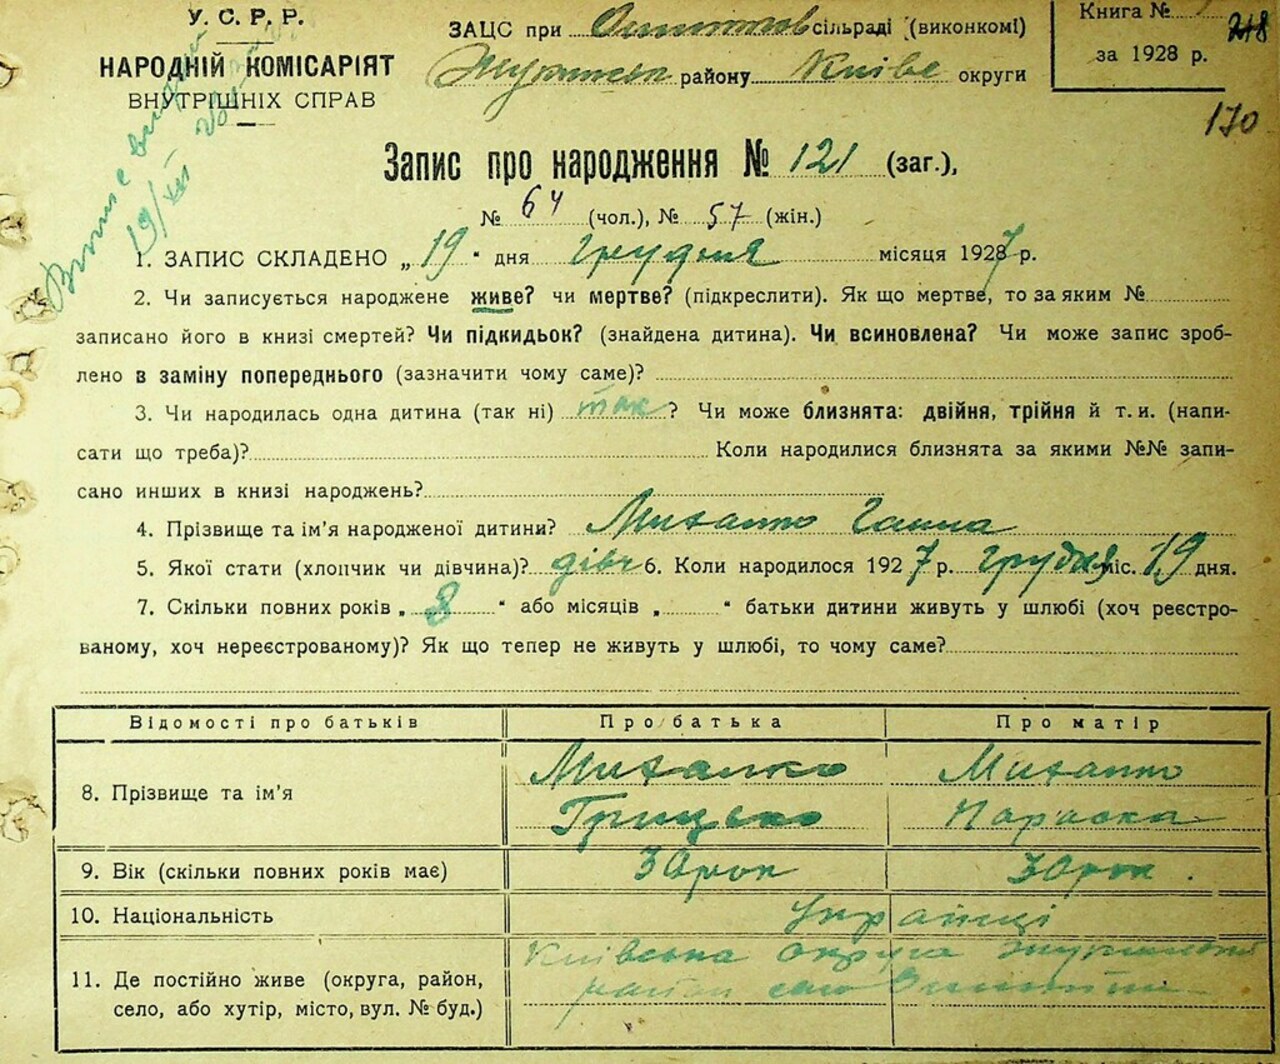 У. С. Р. Р.
НАРОДНІЙ КОМІСАРІЯТ
ВНУТРІШНІХ СПРАВ
ЗАЦС при сільраді (виконкомі)
району Київс округи
Книга №
за 1928 р.
170
19/XII
Запис про народження № 121 (заг.),
№ 64 (чол.), № 57 (жін.)
1. ЗАПИС СКЛАДЕНО „ 19 “ дня грудня місяця 1927 р.
2. Чи записується народжене живе? чи мертве? (підкреслити). Як що мертве, то за яким №
записано його в книзі смертей? Чи підкидьок? (знайдена дитина). Чи всиновлена? Чи може запис зроб-
лено в заміну попереднього (зазначити чому саме)?
3. Чи народилась одна дитина (так ні) так ? Чи може близнята: двійня, трійня й т. и. (напи-
сати що треба)? Коли народилися близнята за якими №№ запи-
сано инших в книзі народжень?
4. Прізвище та ім’я народженої дитини? Михалко Ганна
5. Якої стати (хлопчик чи дівчина)? дівч 6. Коли народилося 1927 р. грудня міс. 19 дня.
7. Скільки повних років „ 8 “ або місяців „ “ батьки дитини живуть у шлюбі (хоч реєстро-
ваному, хоч нереєстрованому)? Як що тепер не живуть у шлюбі, то чому саме?
Відомості про батьків Про батька Про матір
8. Прізвище та ім’я Михалко Грицько Михалко Параска
9. Вік (скільки повних років має) 30 рок 30 рок.
10. Національність Українці
11. Де постійно живе (округа, район,
село, або хутір, місто, вул. № буд.)
Київська округа
район село